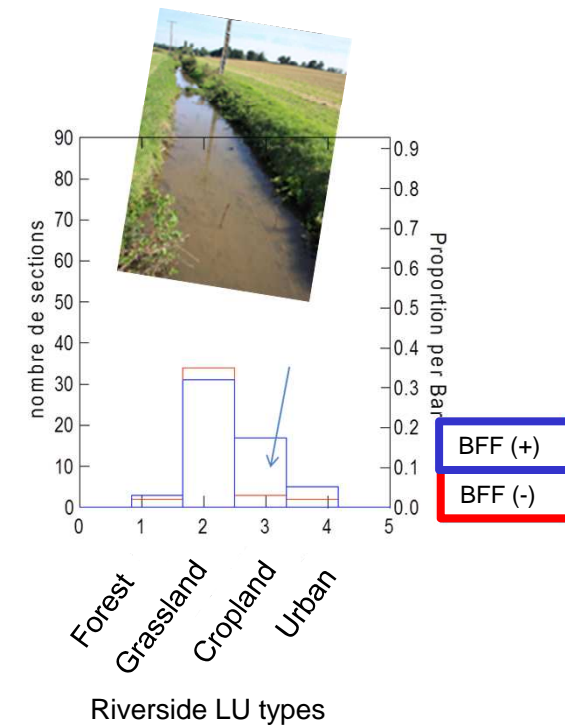 90
80
70
60
50
40
30
20
10
0
nombre de sections
0.9
0.8
0.7
0.6
0.5
0.4
0.3
0.2
0.1
0.0
Proportion per Bar
0 1 2 3 4 5
BFF (+)
BFF (-)
Forest
Grassland
Cropland
Urban
Riverside LU types